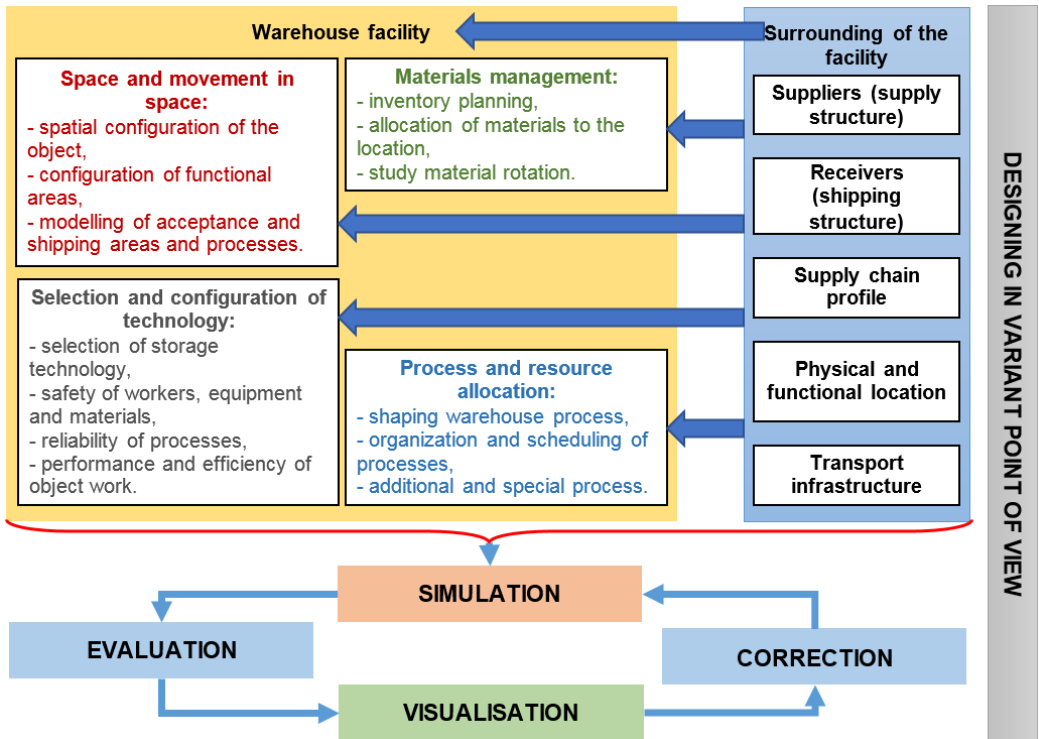 Warehouse facility
Space and movement in
space:
- spatial configuration of the
object,
- configuration of functional
areas,
- modelling of acceptance and
shipping areas and processes.
Materials management:
- inventory planning,
- allocation of materials to the
location,
- study material rotation.
Selection and configuration of
technology:
- selection of storage
technology,
- safety of workers, equipment
and materials,
- reliability of processes,
- performance and efficiency of
object work.
Process and resource
allocation:
- shaping warehouse process,
- organization and scheduling of
processes,
- additional and special process.
Surrounding of the
facility
Suppliers (supply
structure)
Receivers
(shipping
structure)
Supply chain
profile
Physical and
functional location
Transport
infrastructure
DESIGNING IN VARIANT POINT OF VIEW
SIMULATION
EVALUATION
CORRECTION
VISUALISATION